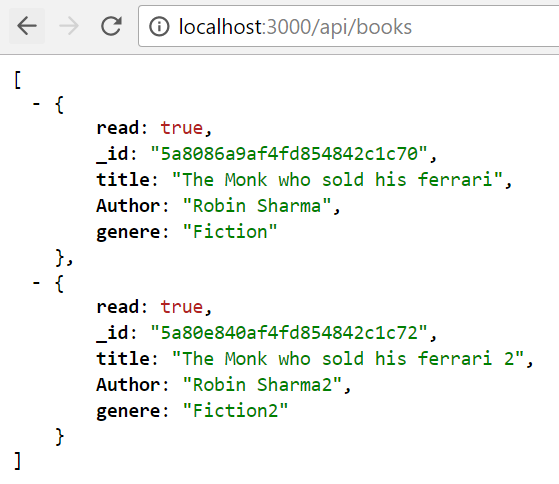 localhost:3000/api/books
[
- {
read: true,
_id: "5a8086a9af4fd854842c1c70",
title: "The Monk who sold his ferrari",
Author: "Robin Sharma",
genere: "Fiction"
},
- {
read: true,
_id: "5a80e840af4fd854842c1c72",
title: "The Monk who sold his ferrari 2",
Author: "Robin Sharma2",
genere: "Fiction2"
}
]